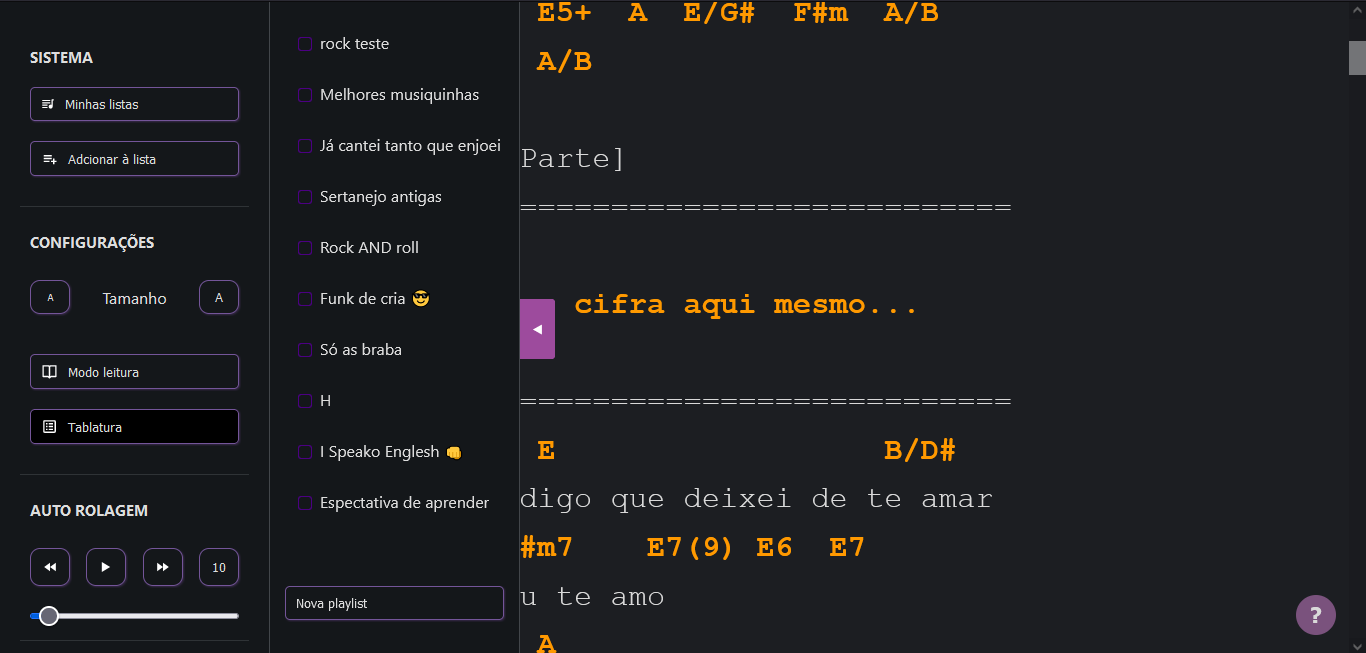 SISTEMA
Minhas listas
Adcionar à lista
CONFIGURAÇÕES
A Tamanho A
Modo leitura
Tablatura
AUTO ROLAGEM
10
rock teste
Melhores musiquinhas
Já cantei tanto que enjoei
Sertanejo antigas
Rock AND roll
Funk de cria 😎
Só as braba
H
I Speako Englesh 👊
Espectativa de aprender
Nova playlist
E5+ A E/G# F#m A/B
A/B
Parte]
===========================
cifra aqui mesmo...
===========================
E B/D#
digo que deixei de te amar
#m7 E7(9) E6 E7
u te amo
A
?